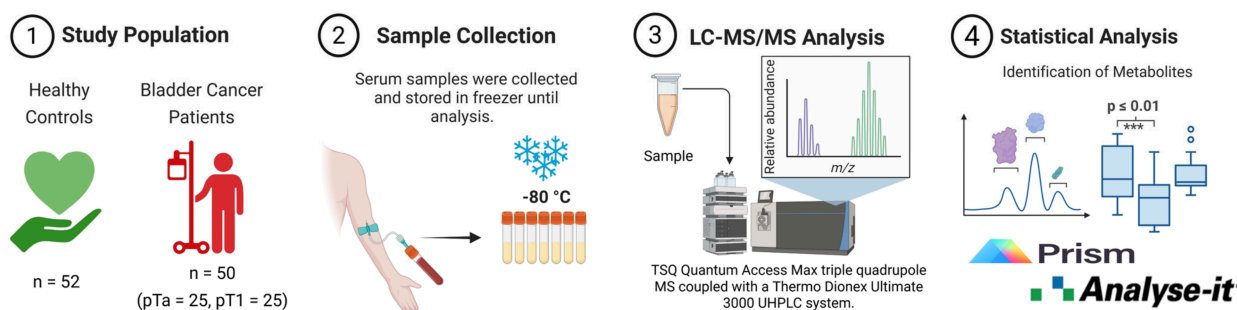 1 Study Population
Healthy
Controls
Bladder Cancer
Patients
n = 52
n = 50
(pTa = 25, pT1 = 25)
2 Sample Collection
Serum samples were collected
and stored in freezer until
analysis.
-80 °C
3 LC-MS/MS Analysis
Sample
Relative abundance
m/z
TSQ Quantum Access Max triple quadrupole
MS coupled with a Thermo Dionex Ultimate
3000 UHPLC system.
4 Statistical Analysis
Identification of Metabolites
p ≤ 0.01
***
Prism
Analyse-it